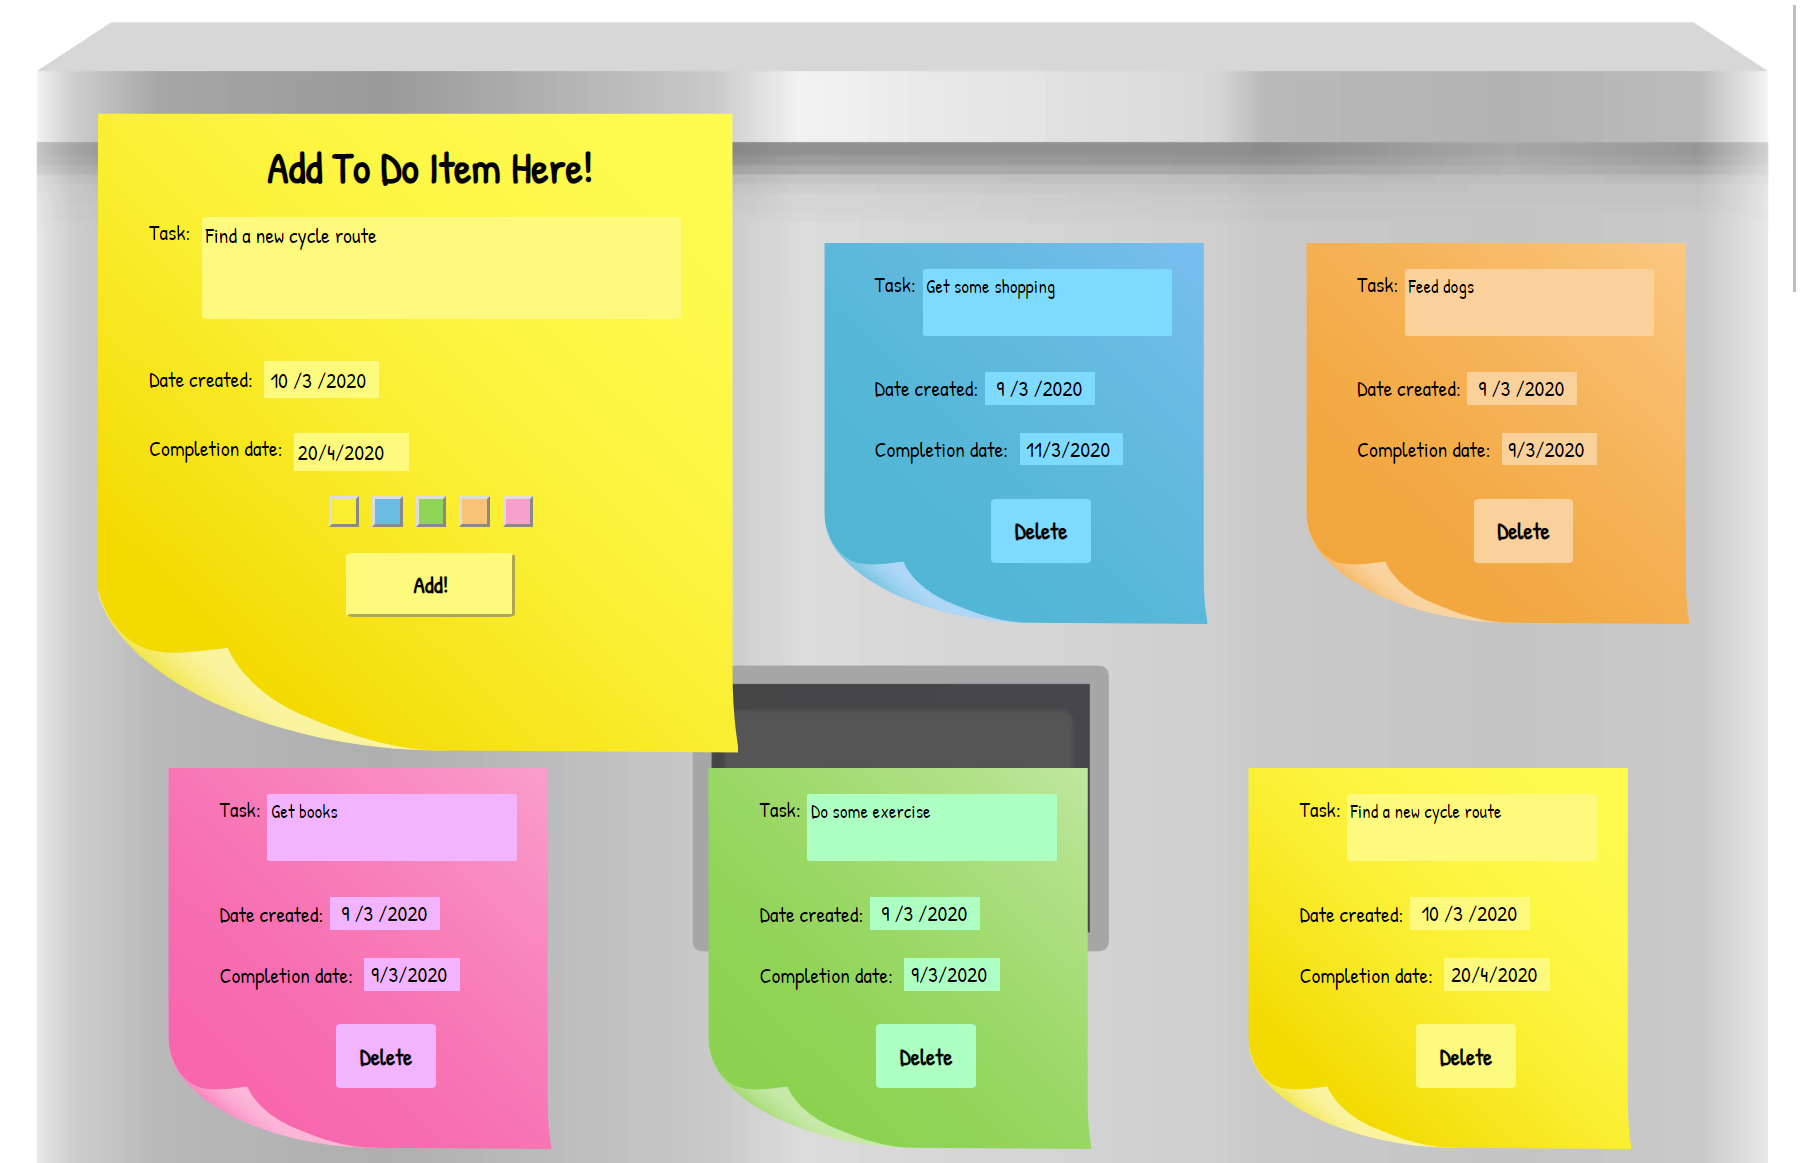 Add To Do Item Here!
Task: Find a new cycle route
Date created: 10 /3 /2020
Completion date: 20/4/2020
Add!
Task: Get some shopping
Date created: 9 /3 /2020
Completion date: 11/3/2020
Delete
Task: Feed dogs
Date created: 9 /3 /2020
Completion date: 9/3/2020
Delete
Task: Get books
Date created: 9 /3 /2020
Completion date: 9/3/2020
Delete
Task: Do some exercise
Date created: 9 /3 /2020
Completion date: 9/3/2020
Delete
Task: Find a new cycle route
Date created: 10 /3 /2020
Completion date: 20/4/2020
Delete